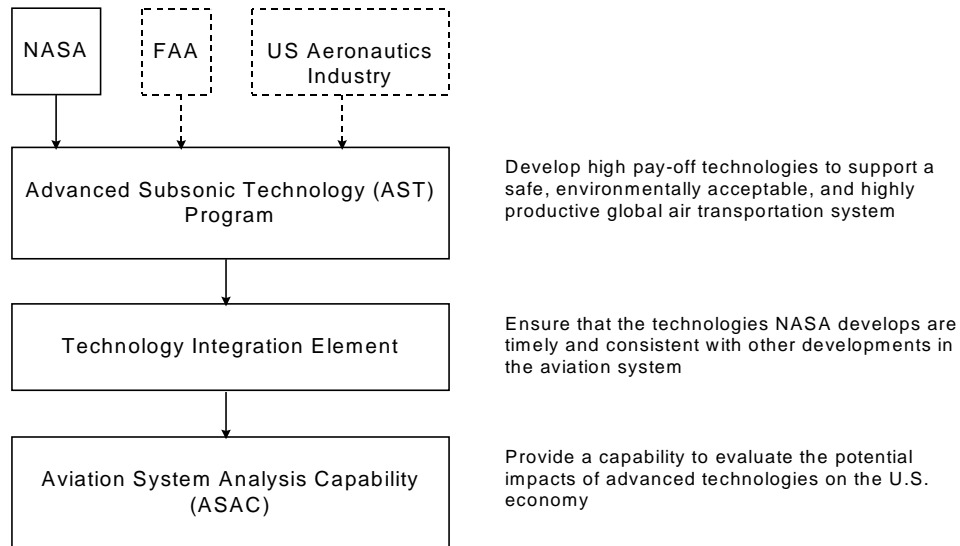 NASA
FAA
US Aeronautics
Industry
Advanced Subsonic Technology (AST)
Program
Develop high pay-off technologies to support a
safe, environmentally acceptable, and highly
productive global air transportation system
Technology Integration Element
Ensure that the technologies NASA develops are
timely and consistent with other developments in
the aviation system
Aviation System Analysis Capability
(ASAC)
Provide a capability to evaluate the potential
impacts of advanced technologies on the U.S.
economy